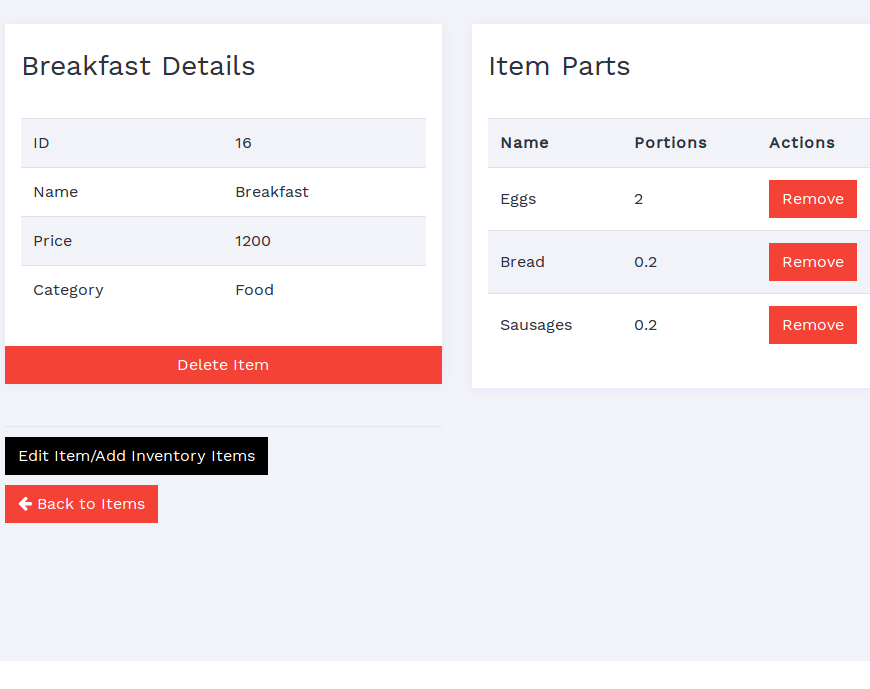 Breakfast Details
ID 16
Name Breakfast
Price 1200
Category Food
Delete Item
Edit Item/Add Inventory Items
Back to Items
Item Parts
Name Portions Actions
Eggs 2 Remove
Bread 0.2 Remove
Sausages 0.2 Remove